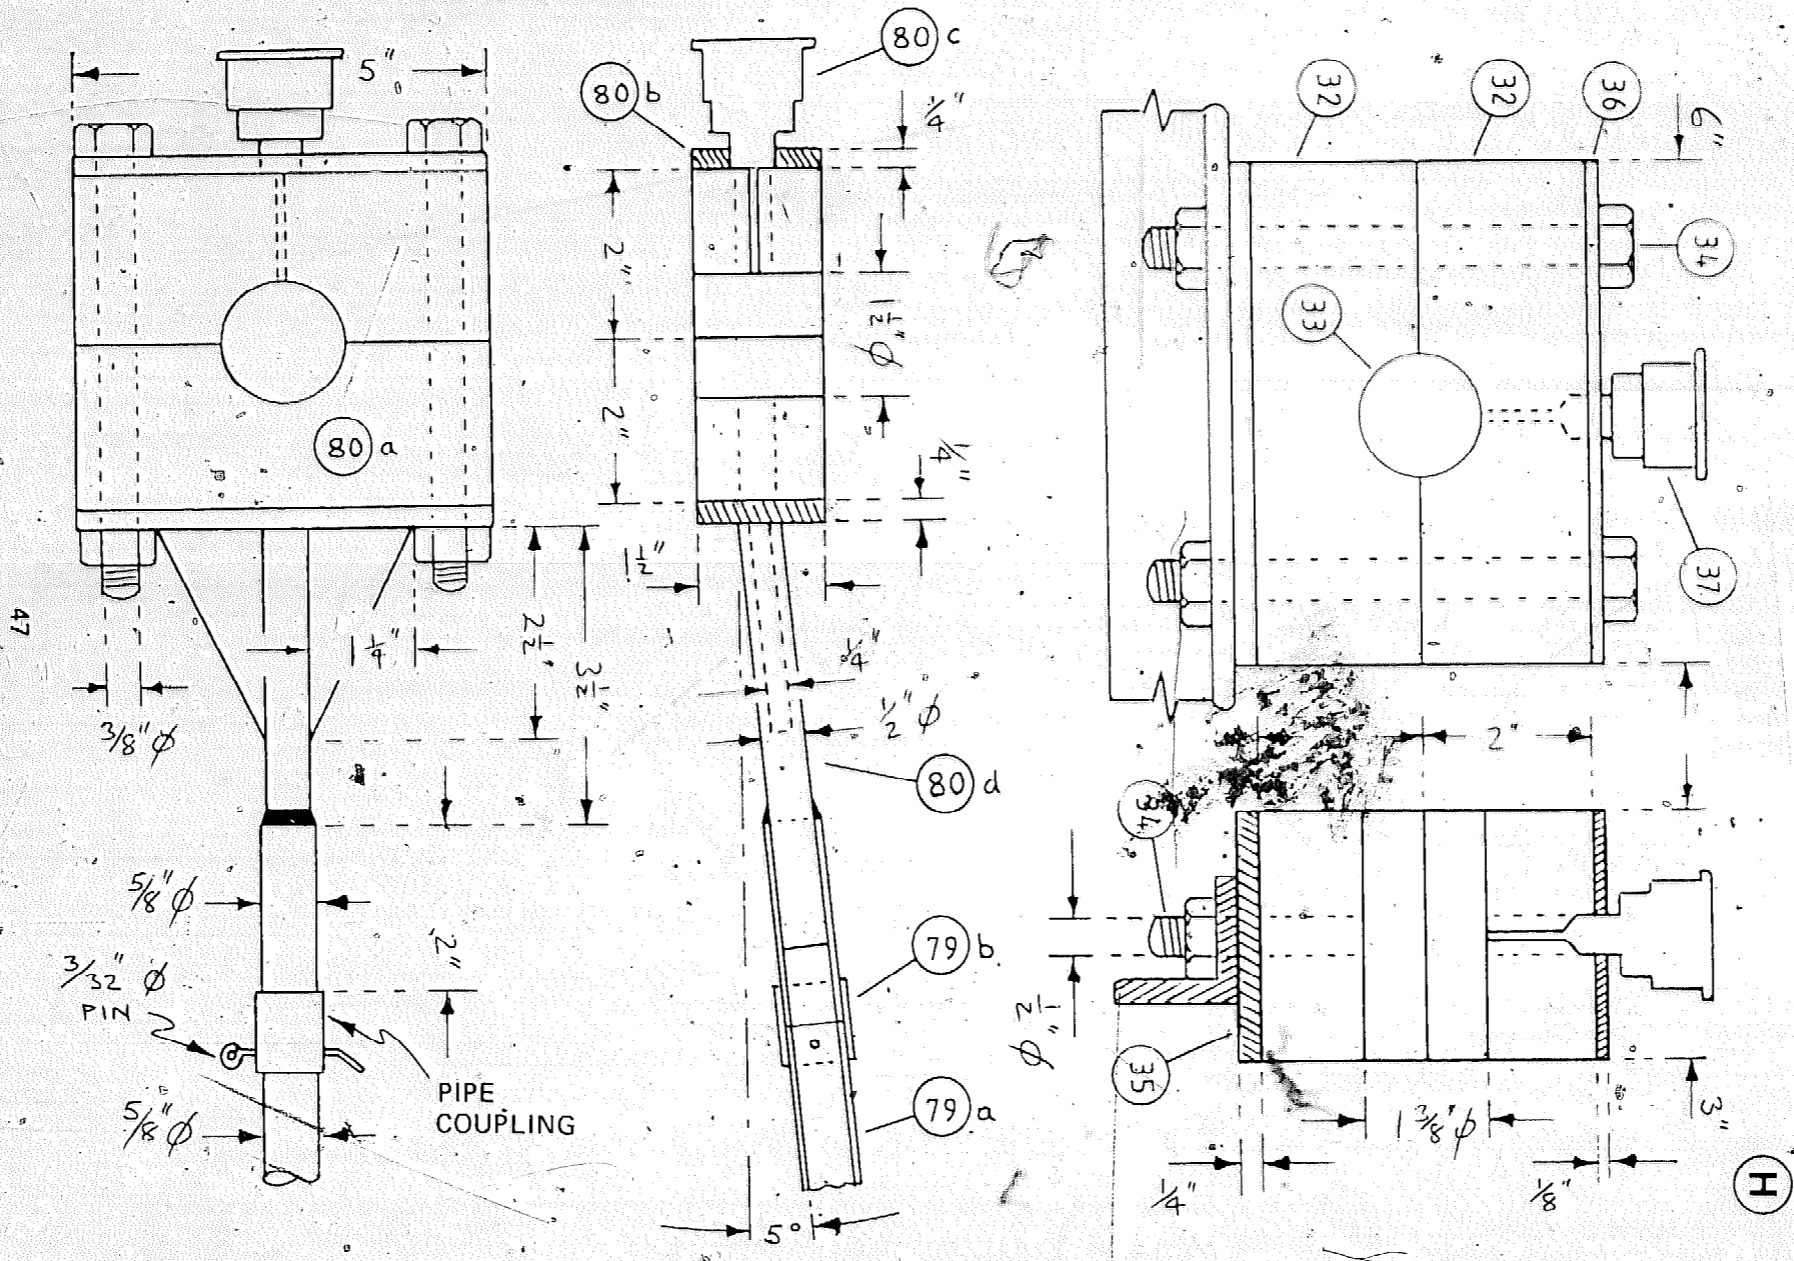 5"
80 a
3/8" ϕ
1 1/4"
2 1/2"
3 1/2"
5/8" ϕ
2"
3/32" ϕ
PIN
5/8" ϕ
PIPE
COUPLING
47
80 c
80 b
1/4"
2"
1 1/2" ϕ
2"
1/4"
1 1/2"
1/4"
1/2" ϕ
80 d
79 b
79 a
5°
6"
32
32
36
34
33
37
2"
34
1/2" ϕ
35
1 3/8" ϕ
3"
1/4"
1/8"
H